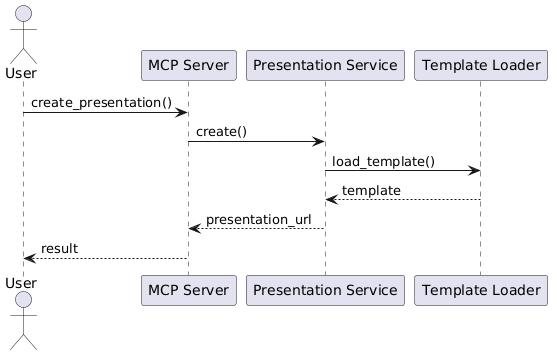 User
MCP Server
Presentation Service
Template Loader
create_presentation()
create()
load_template()
template
presentation_url
result
User
MCP Server
Presentation Service
Template Loader